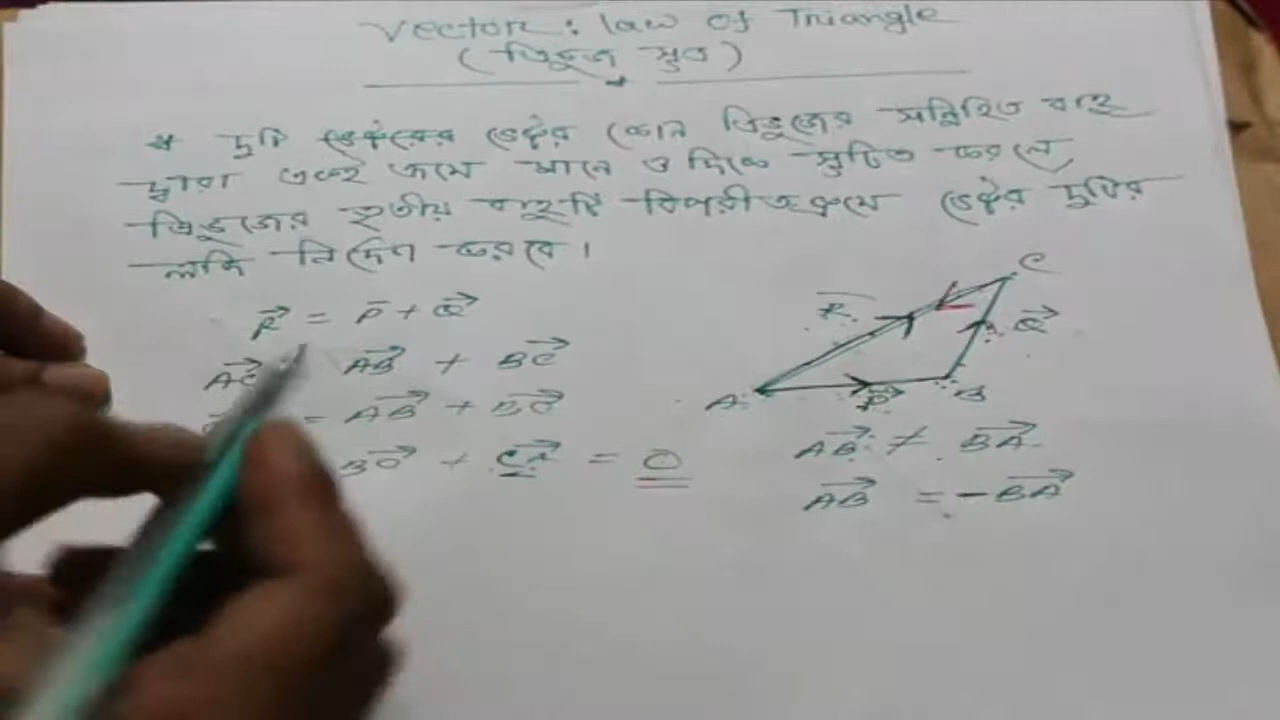 Vector: law of Triangle
(ত্রিভুজ সুত্র)
* দুটি ভেক্টরের ভেক্টর কোন ত্রিভুজের সন্নিহিত বাহু
দ্বারা একই ক্রমে মানে ও দিকে সুচিত করলে
ত্রিভুজের তৃতীয় বাহুটি বিপরীতক্রমে ভেক্টর দুটির
লব্দি নির্দেশ করবে।
R⃗ = P̅ + Q⃗
AC⃗ AB⃗ + BC⃗
= AB⃗ + BC⃗
BC⃗ + CA⃗ = 0
C
R
Q⃗
A
P⃗
B
AB⃗ ≠ BA⃗
AB⃗ = -BA⃗